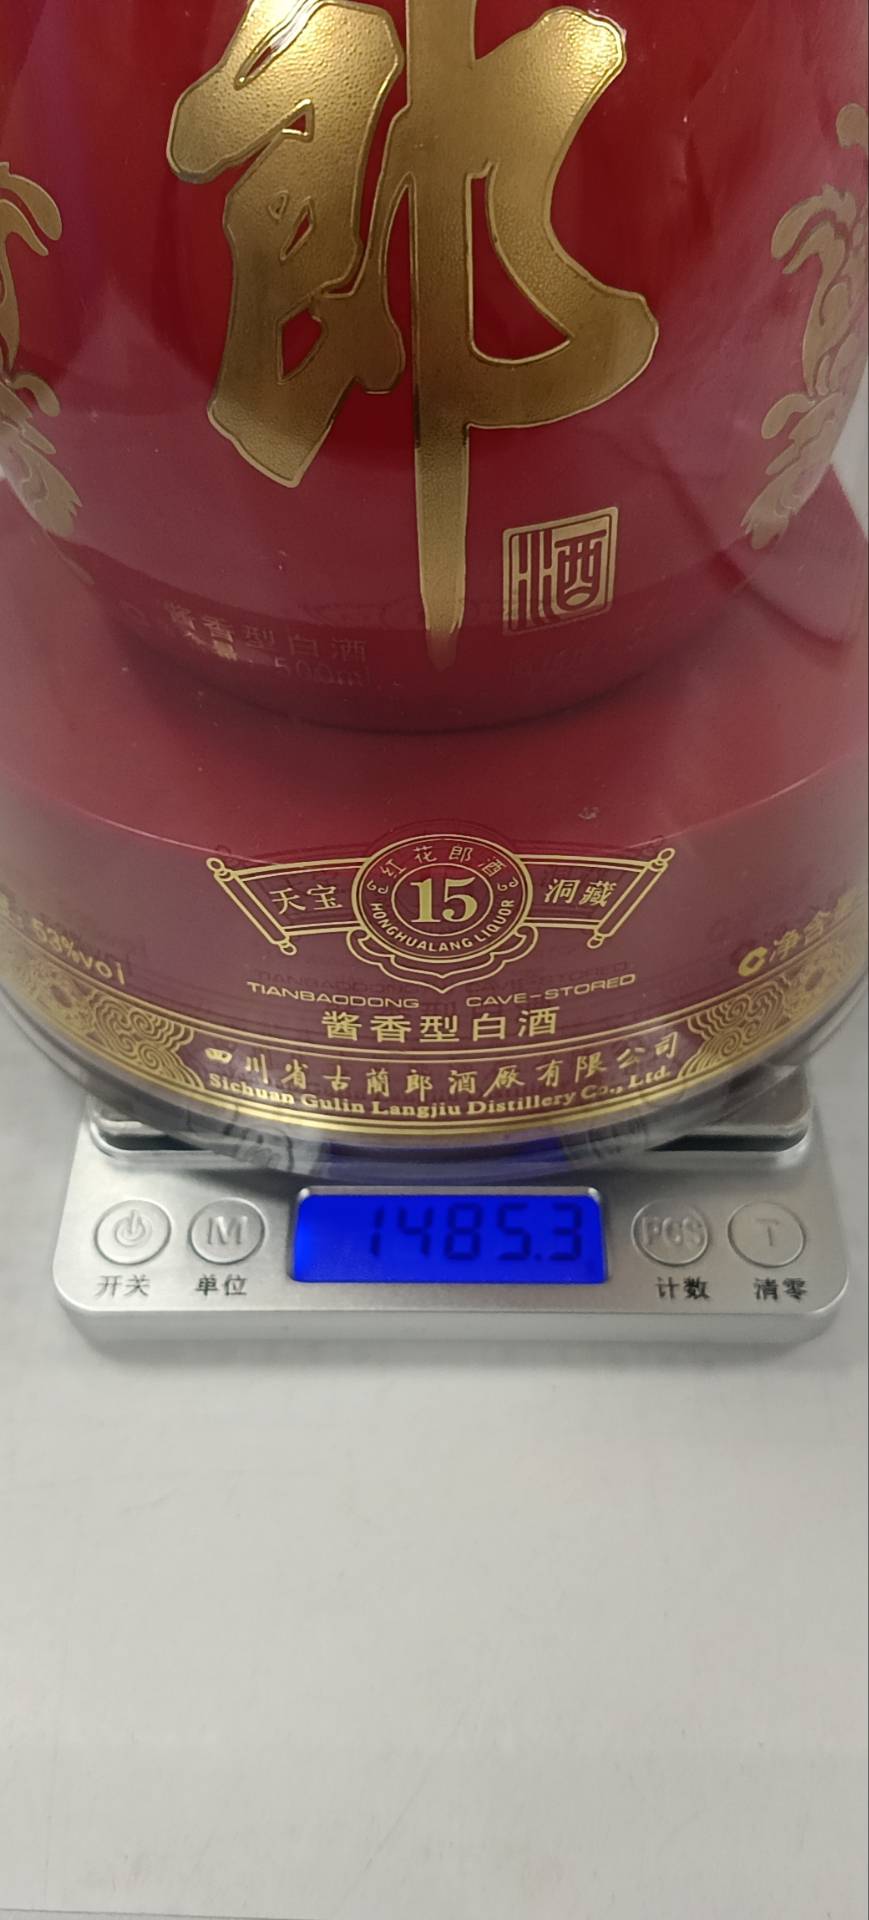 郎
酒
酱香型白酒
500ml
红花郎酒
天宝 15 洞藏
HONGHUALANG LIQUOR
53%vol
净含量
TIANBAODONG CAVE-STORED
酱香型白酒
四川省古蔺郎酒厰有限公司
Sichuan Gulin Langjiu Distillery Co., Ltd.
M 1485.3 PCS T
开关 单位 计数 清零